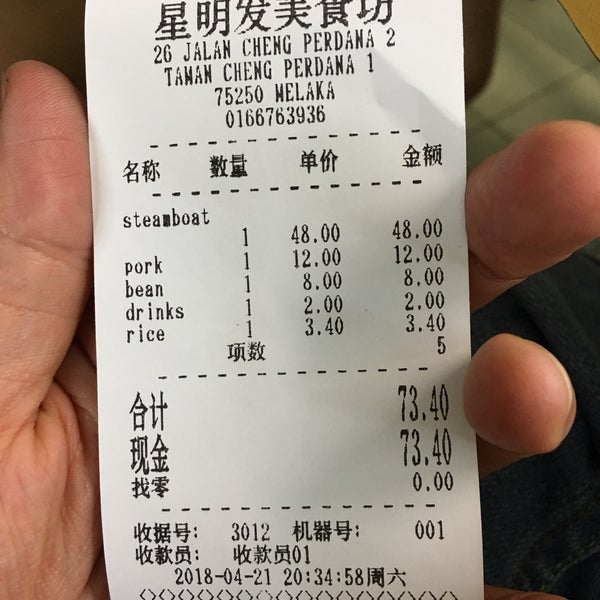 星明发美食坊
26 JALAN CHENG PERDANA 2
TAMAN CHENG PERDANA 1
75250 MELAKA
0166763936
名称 数量 单价 金额
steamboat
1 48.00 48.00
pork 1 12.00 12.00
bean 1 8.00 8.00
drinks 1 2.00 2.00
rice 1 3.40 3.40
项数 5
合计 73.40
现金 73.40
找零 0.00
收据号: 3012 机器号: 001
收款员: 收款员01
2018-04-21 20:34:58周六